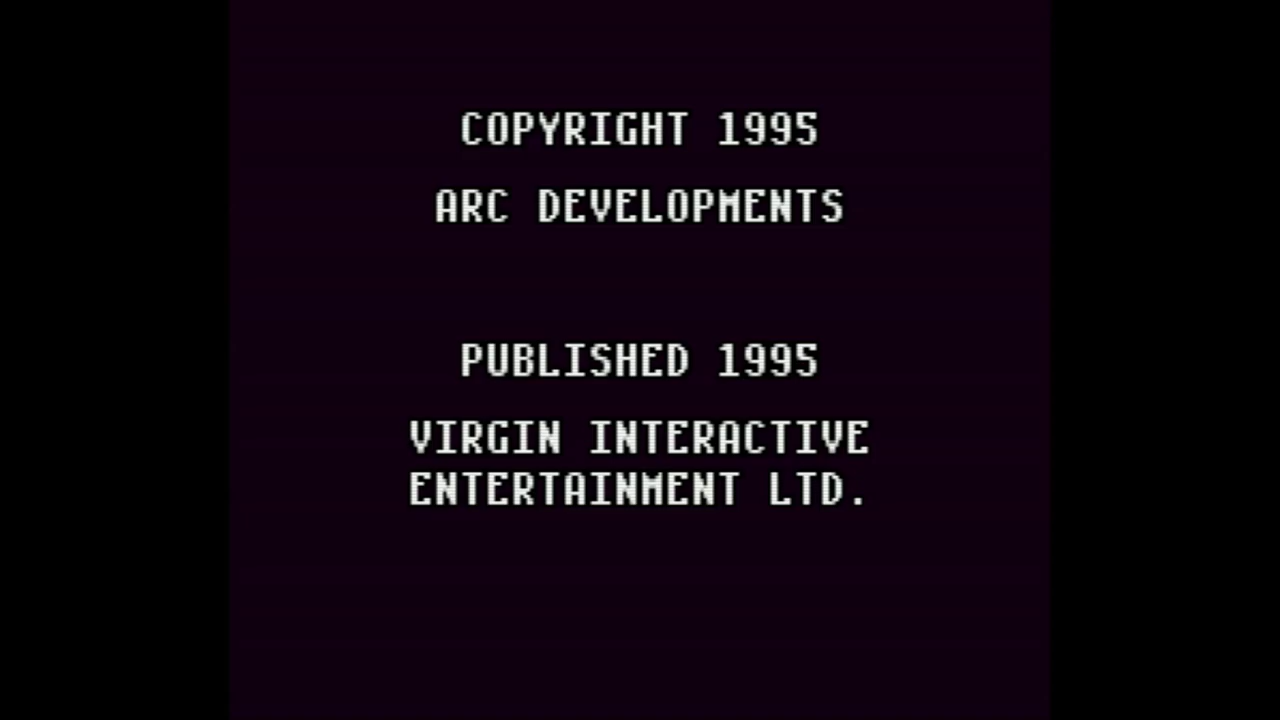 COPYRIGHT 1995
ARC DEVELOPMENTS
PUBLISHED 1995
VIRGIN INTERACTIVE
ENTERTAINMENT LTD.